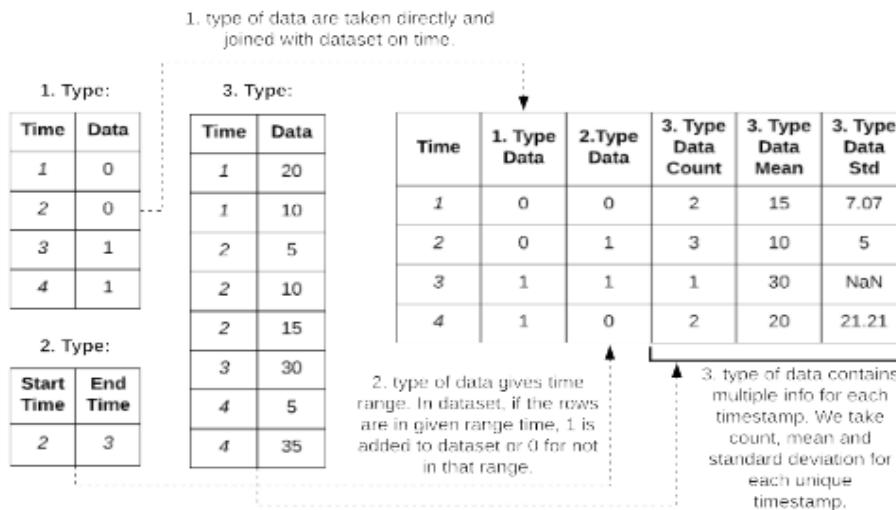 1. type of data are taken directly and
joined with dataset on time.
1. Type:
Time Data
1 0
2 0
3 1
4 1
2. Type:
Start Time End Time
2 3
3. Type:
Time Data
1 20
1 10
2 5
2 10
2 15
3 30
4 5
4 35
Time 1. Type Data 2.Type Data 3. Type Data Count 3. Type Data Mean 3. Type Data Std
1 0 0 2 15 7.07
2 0 1 3 10 5
3 1 1 1 30 NaN
4 1 0 2 20 21.21
2. type of data gives time
range. In dataset, if the rows
are in given range time, 1 is
added to dataset or 0 for not
in that range.
3. type of data contains
multiple info for each
timestamp. We take
count, mean and
standard deviation for
each unique
timestamp.